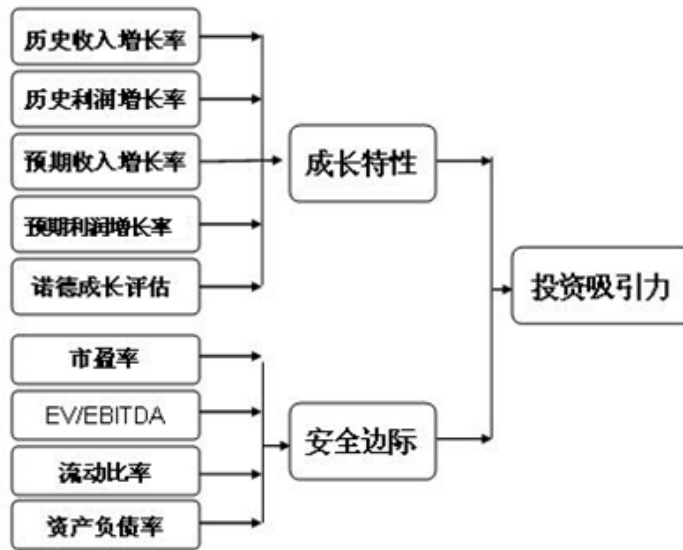 历史收入增长率
历史利润增长率
预期收入增长率
预期利润增长率
诺德成长评估
成长特性
市盈率
EV/EBITDA
流动比率
资产负债率
安全边际
投资吸引力